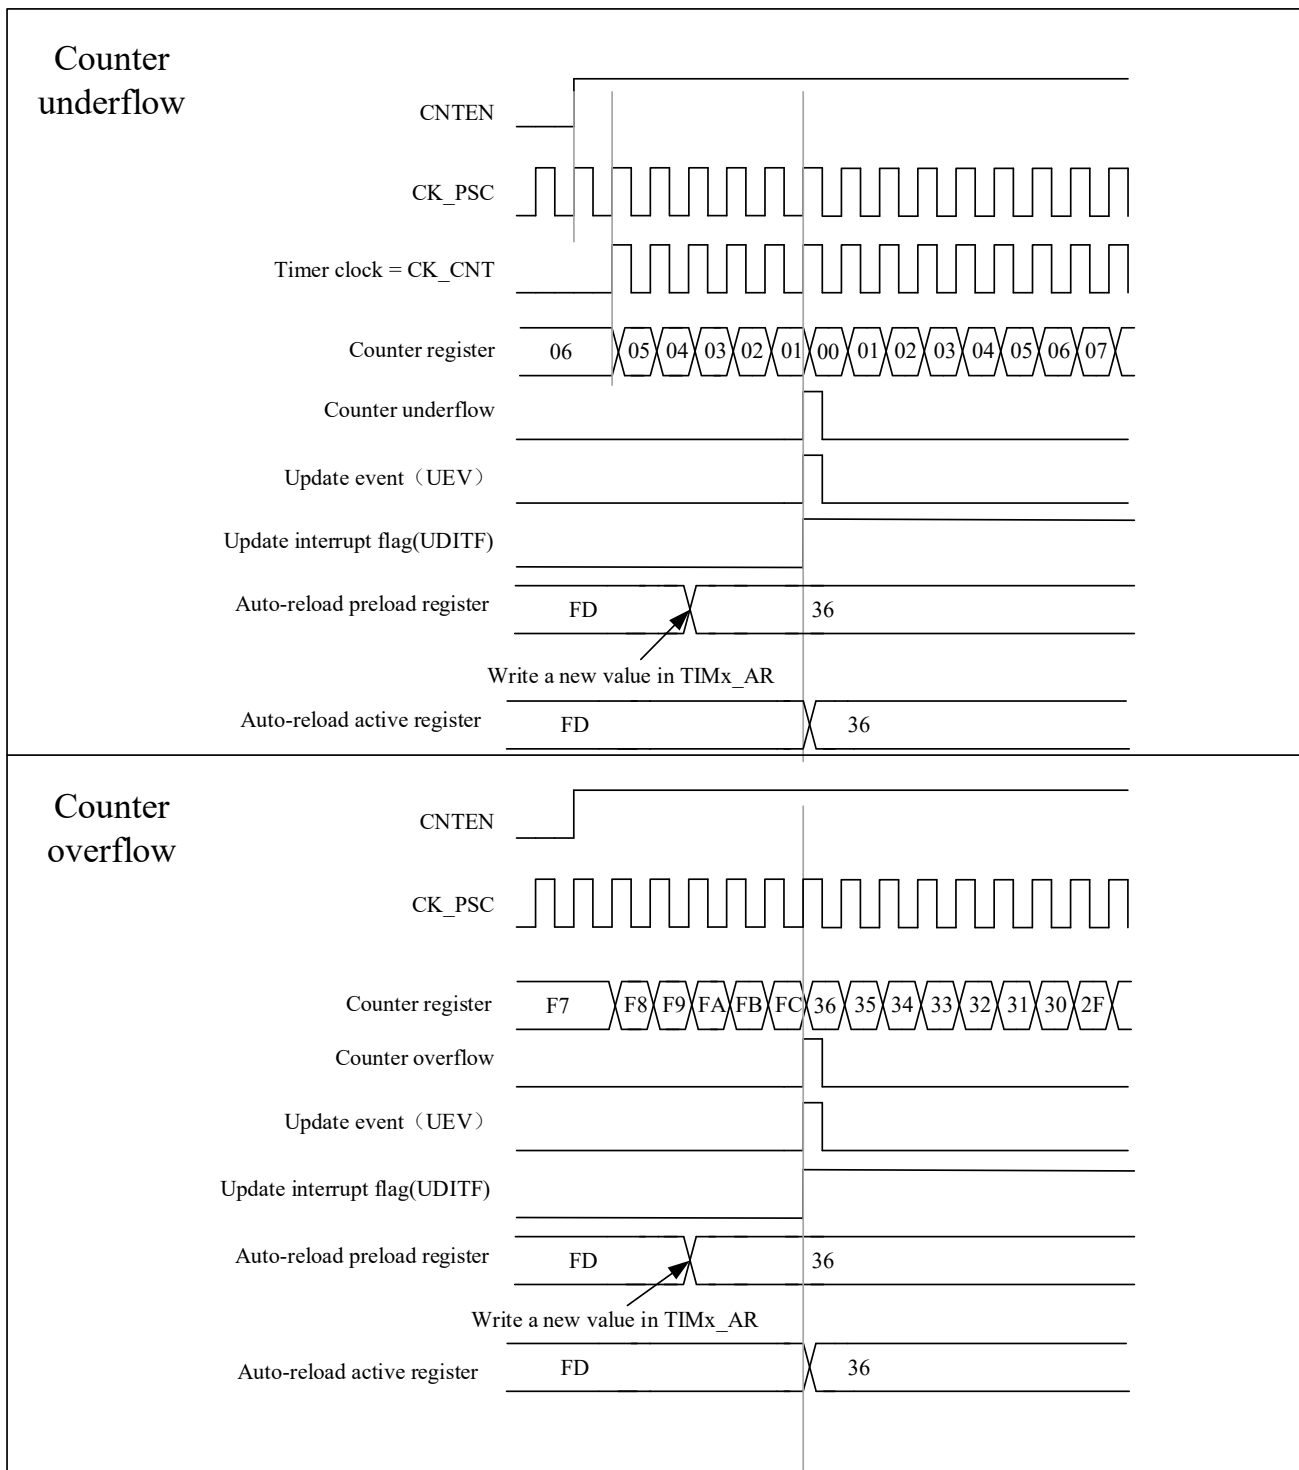 Counter
underflow
CNTEN
CK_PSC
Timer clock = CK_CNT
Counter register 06 05 04 03 02 01 00 01 02 03 04 05 06 07
Counter underflow
Update event（UEV）
Update interrupt flag(UDITF)
Auto-reload preload register FD 36
Write a new value in TIMx_AR
Auto-reload active register FD 36
Counter
overflow
CNTEN
CK_PSC
Counter register F7 F8 F9 FA FB FC 36 35 34 33 32 31 30 2F
Counter overflow
Update event（UEV）
Update interrupt flag(UDITF)
Auto-reload preload register FD 36
Write a new value in TIMx_AR
Auto-reload active register FD 36